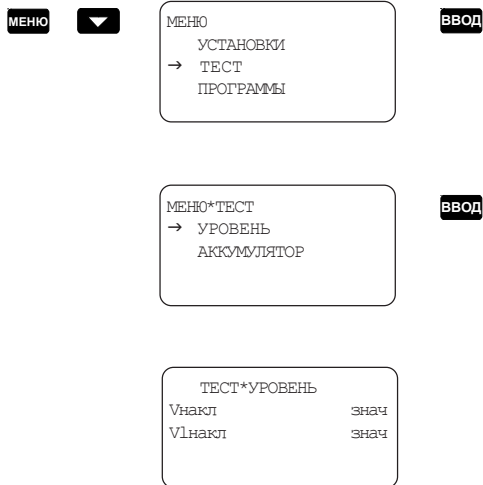 МЕНЮ
МЕНЮ
ВВОД
УСТАНОВКИ
→ ТЕСТ
ПРОГРАММЫ
МЕНЮ*ТЕСТ
ВВОД
→ УРОВЕНЬ
АККУМУЛЯТОР
ТЕСТ*УРОВЕНЬ
Vнакл знач
V1накл знач